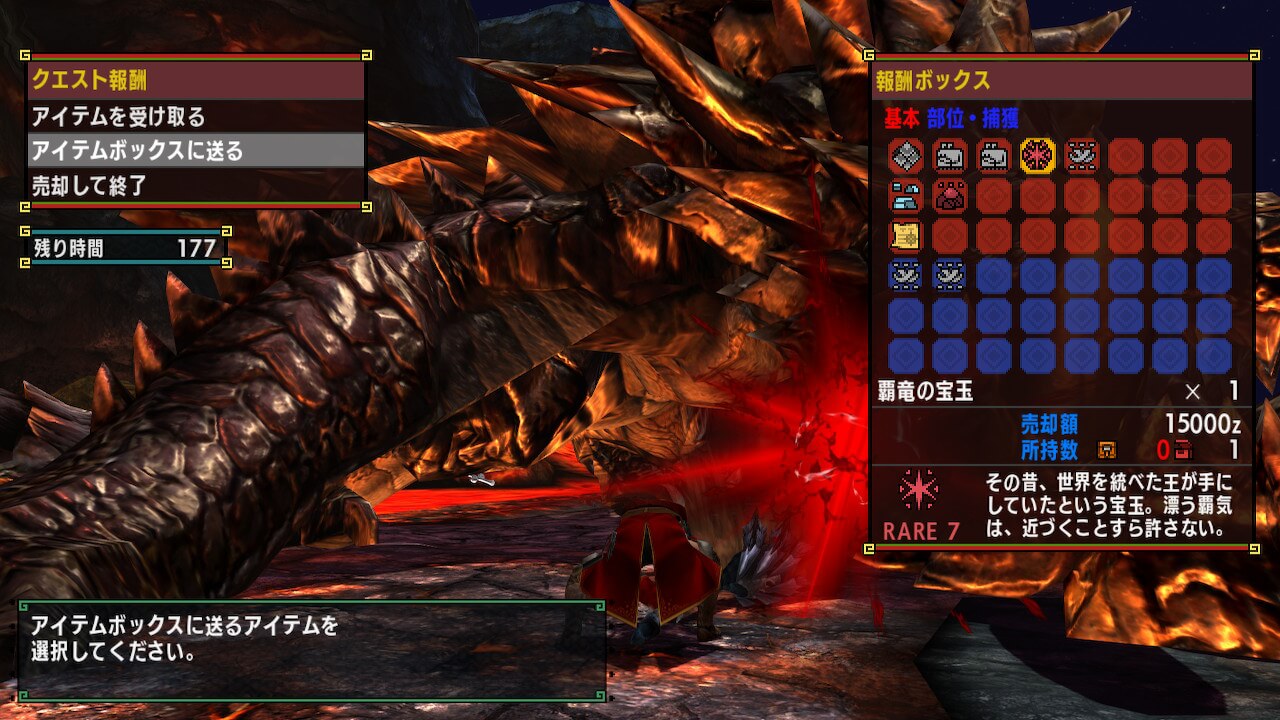 クエスト報酬
アイテムを受け取る
アイテムボックスに送る
売却して終了
残り時間 177
報酬ボックス
基本 部位・捕獲
覇竜の宝玉 × 1
売却額 15000z
所持数 0 1
その昔、世界を統べた王が手に
していたという宝玉。漂う覇気
は、近づくことすら許さない。
RARE 7
アイテムボックスに送るアイテムを
選択してください。